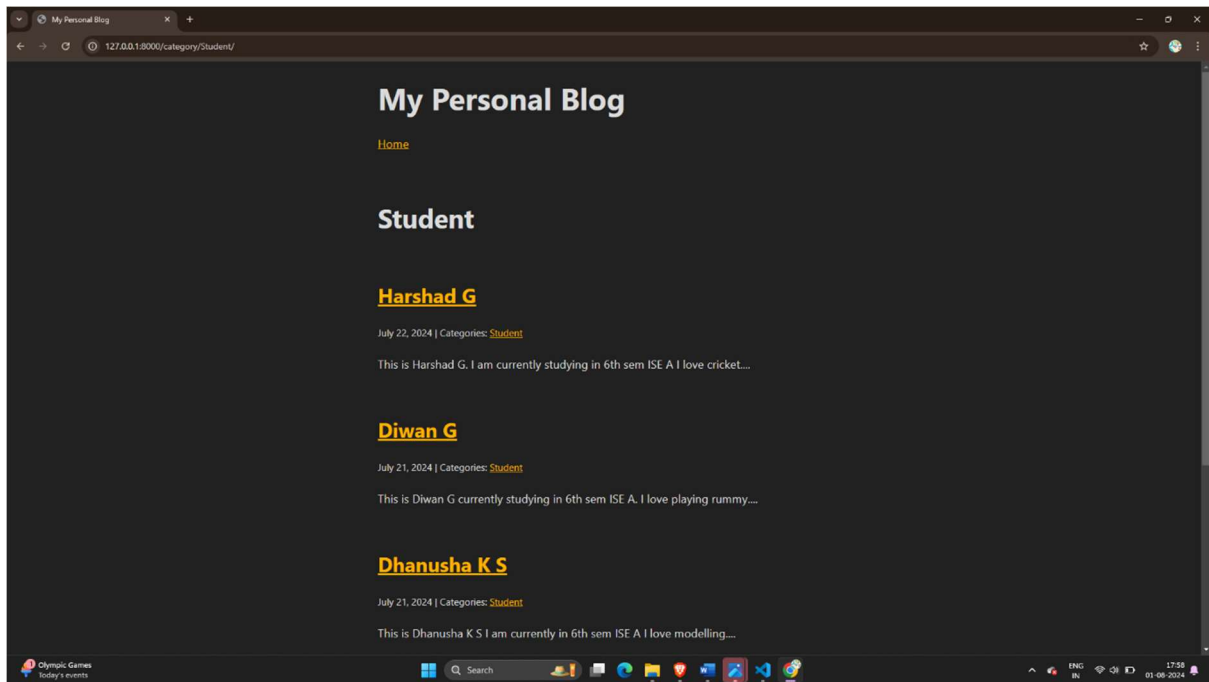 My Personal Blog
127.0.0.1:8000/category/Student/
My Personal Blog
Home
Student
Harshad G
July 22, 2024 | Categories: Student
This is Harshad G. I am currently studying in 6th sem ISE A I love cricket....
Diwan G
July 21, 2024 | Categories: Student
This is Diwan G currently studying in 6th sem ISE A. I love playing rummy....
Dhanusha K S
July 21, 2024 | Categories: Student
This is Dhanusha K S I am currently in 6th sem ISE A I love modelling....
Olympic Games
Today's events
Search
ENG
IN
17:58
01-06-2024